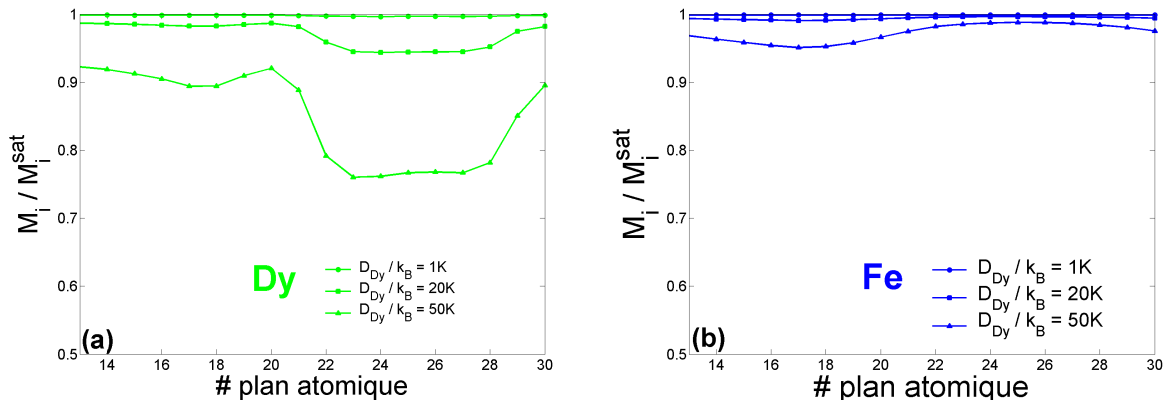 1
0.9
0.8
0.7
0.6
0.5
M_i / M_i^sat
Dy
D_Dy / k_B = 1K
D_Dy / k_B = 20K
D_Dy / k_B = 50K
(a)
14 16 18 20 22 24 26 28 30
# plan atomique
1
0.9
0.8
0.7
0.6
0.5
M_i / M_i^sat
Fe
D_Dy / k_B = 1K
D_Dy / k_B = 20K
D_Dy / k_B = 50K
(b)
14 16 18 20 22 24 26 28 30
# plan atomique